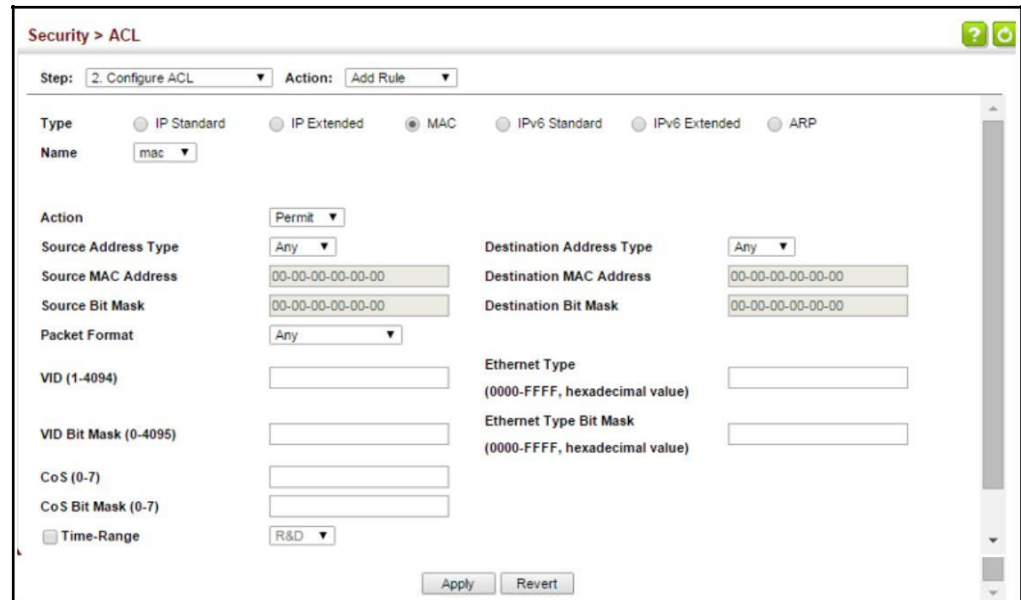 Security > ACL
?
Step: 2. Configure ACL Action: Add Rule
Type IP Standard IP Extended MAC IPv6 Standard IPv6 Extended ARP
Name mac
Action Permit
Source Address Type Any Destination Address Type Any
Source MAC Address 00-00-00-00-00-00 Destination MAC Address 00-00-00-00-00-00
Source Bit Mask 00-00-00-00-00-00 Destination Bit Mask 00-00-00-00-00-00
Packet Format Any
VID (1-4094) Ethernet Type
(0000-FFFF, hexadecimal value)
VID Bit Mask (0-4095) Ethernet Type Bit Mask
(0000-FFFF, hexadecimal value)
CoS (0-7)
CoS Bit Mask (0-7)
Time-Range R&D
Apply Revert